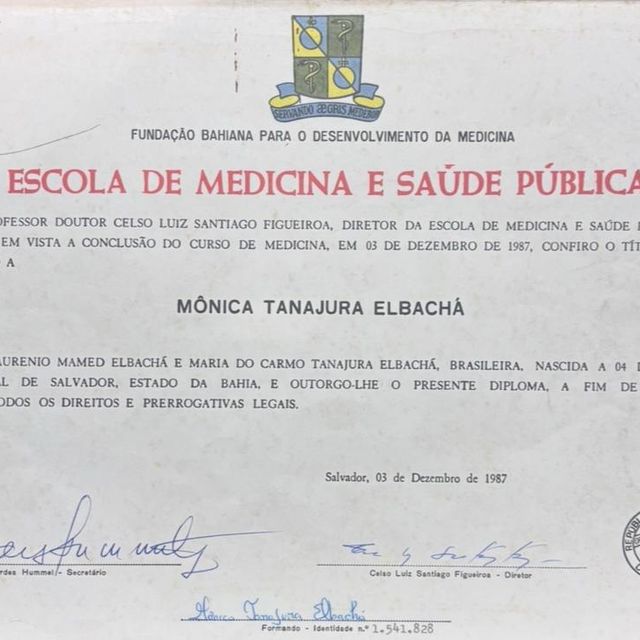 SERVANDO ÆGRIS MEDEBOR
FUNDAÇÃO BAHIANA PARA O DESENVOLVIMENTO DA MEDICINA
ESCOLA DE MEDICINA E SAÚDE PÚBLICA
OFESSOR DOUTOR CELSO LUIZ SANTIAGO FIGUEIROA, DIRETOR DA ESCOLA DE MEDICINA E SAÚDE
EM VISTA A CONCLUSÃO DO CURSO DE MEDICINA, EM 03 DE DEZEMBRO DE 1987, CONFIRO O TÍT
A
MÔNICA TANAJURA ELBACHÁ
AURENIO MAMED ELBACHÁ E MARIA DO CARMO TANAJURA ELBACHÁ, BRASILEIRA, NASCIDA A 04 D
L DE SALVADOR, ESTADO DA BAHIA, E OUTORGO-LHE O PRESENTE DIPLOMA, A FIM DE
ODOS OS DIREITOS E PRERROGATIVAS LEGAIS.
Salvador, 03 de Dezembro de 1987
rdes Hummel - Secretário
Celso Luiz Santiago Figueiroa - Diretor
Mônica Tanajura Elbachá
Formando - Identidade n.º 1.541.828